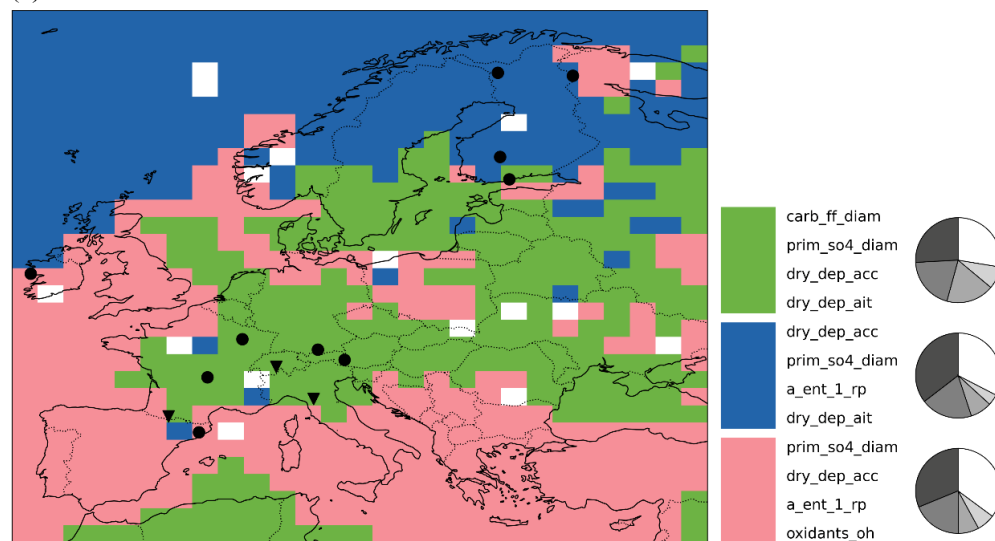 carb_ff_diam
prim_so4_diam
dry_dep_acc
dry_dep_ait
dry_dep_acc
prim_so4_diam
a_ent_1_rp
dry_dep_ait
prim_so4_diam
dry_dep_acc
a_ent_1_rp
oxidants_oh